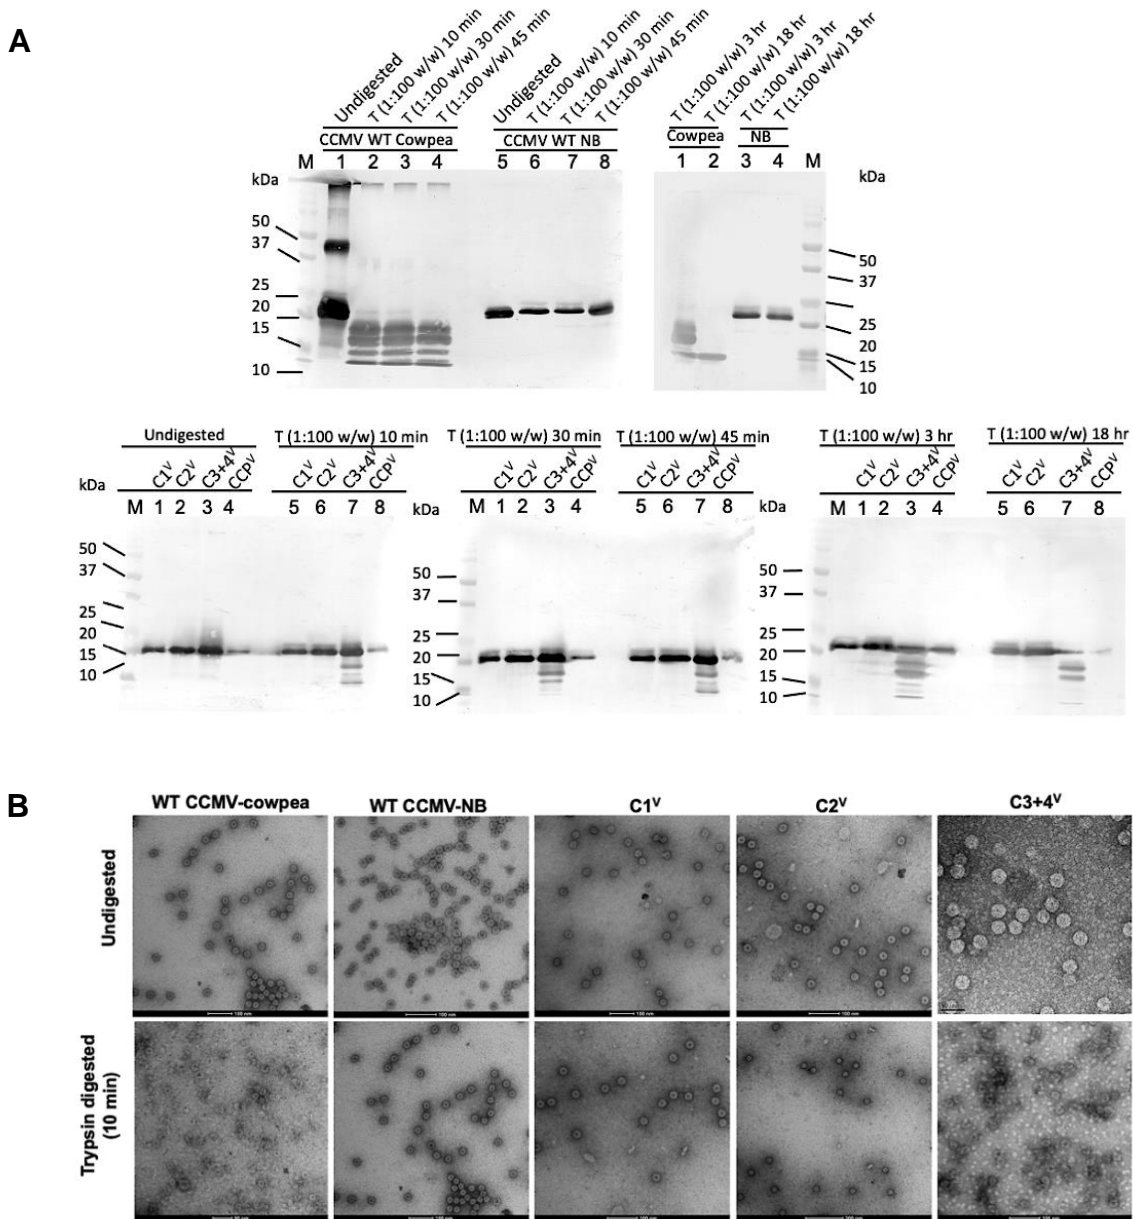 A
Undigested
T (1:100 w/w) 10 min
T (1:100 w/w) 30 min
T (1:100 w/w) 45 min
Undigested
T (1:100 w/w) 10 min
T (1:100 w/w) 30 min
T (1:100 w/w) 45 min
T (1:100 w/w) 3 hr
T (1:100 w/w) 18 hr
T (1:100 w/w) 3 hr
T (1:100 w/w) 18 hr
CCMV WT Cowpea CCMV WT NB Cowpea NB
M 1 2 3 4 5 6 7 8 1 2 3 4 M
kDa
50
37
25
20
15
10
kDa
50
37
25
20
15
10
Undigested T (1:100 w/w) 10 min T (1:100 w/w) 30 min T (1:100 w/w) 45 min T (1:100 w/w) 3 hr T (1:100 w/w) 18 hr
C1ⱽ C2ⱽ C3+4ⱽ CCPⱽ C1ⱽ C2ⱽ C3+4ⱽ CCPⱽ C1ⱽ C2ⱽ C3+4ⱽ CCPⱽ C1ⱽ C2ⱽ C3+4ⱽ CCPⱽ C1ⱽ C2ⱽ C3+4ⱽ CCPⱽ C1ⱽ C2ⱽ C3+4ⱽ CCPⱽ
kDa M 1 2 3 4 5 6 7 8
50
37
25
20
15
10
kDa M 1 2 3 4 5 6 7 8
50
37
25
20
15
10
kDa M 1 2 3 4 5 6 7 8
50
37
25
20
15
10
B
WT CCMV-cowpea WT CCMV-NB C1ⱽ C2ⱽ C3+4ⱽ
Undigested
100 nm 100 nm 100 nm 100 nm
Trypsin digested
(10 min)